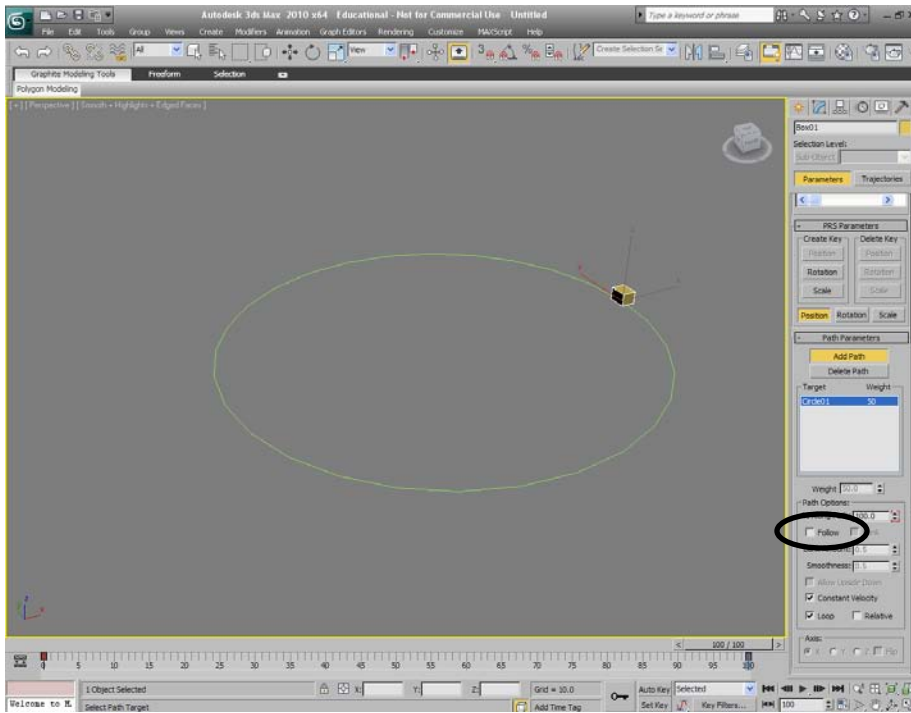 Autodesk 3ds Max 2010 x64 Educational - Not for Commercial Use Untitled
Type a keyword or phrase
File Edit Tools Group Views Create Modifiers Animation Graph Editors Rendering Customize MAXScript Help
All
View
Create Selection Se
Graphite Modeling Tools Freeform Selection
Polygon Modeling
[ + ] [ Perspective ] [ Smooth + Highlights + Edged Faces ]
Box01
Selection Level:
Sub-Object
Parameters Trajectories
- PRS Parameters
Create Key Delete Key
Position Position
Rotation Rotation
Scale Scale
Position Rotation Scale
- Path Parameters
Add Path
Delete Path
Target Weight
Circle01 50
Weight 50.0
Path Options:
100.0
Follow
0.5
Smoothness: 0.5
Allow Upside Down
Constant Velocity
Loop Relative
Axis:
X Y Z Flip
< 100 / 100 >
0 5 10 15 20 25 30 35 40 45 50 55 60 65 70 75 80 85 90 95 100
1 Object Selected X: Y: Z: Grid = 10.0 Auto Key Selected
Welcome to M. Select Path Target Add Time Tag Set Key Key Filters... 100